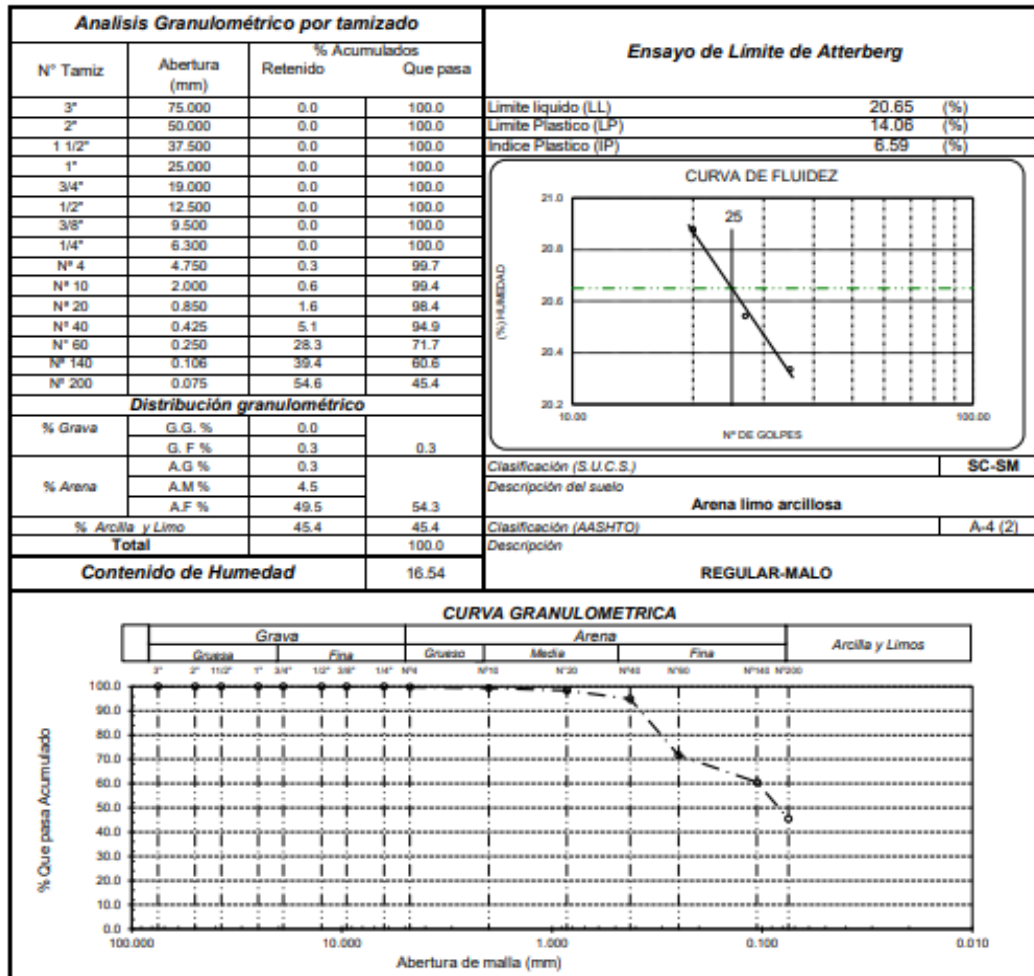 Analisis Granulométrico por tamizado
N° Tamiz Abertura (mm) % Acumulados
Retenido Que pasa
3" 75.000 0.0 100.0
2" 50.000 0.0 100.0
1 1/2" 37.500 0.0 100.0
1" 25.000 0.0 100.0
3/4" 19.000 0.0 100.0
1/2" 12.500 0.0 100.0
3/8" 9.500 0.0 100.0
1/4" 6.300 0.0 100.0
Nº 4 4.750 0.3 99.7
Nº 10 2.000 0.6 99.4
Nº 20 0.850 1.6 98.4
Nº 40 0.425 5.1 94.9
N° 60 0.250 28.3 71.7
Nº 140 0.106 39.4 60.6
Nº 200 0.075 54.6 45.4
Distribución granulométrico
% Grava G.G. % 0.0
G. F % 0.3 0.3
% Arena A.G % 0.3
A.M % 4.5
A.F % 49.5 54.3
% Arcilla y Limo 45.4 45.4
Total 100.0
Contenido de Humedad 16.54
Ensayo de Límite de Atterberg
Limite liquido (LL) 20.65 (%)
Limite Plastico (LP) 14.06 (%)
Indice Plastico (IP) 6.59 (%)
CURVA DE FLUIDEZ
25
(%) HUMEDAD
21.0
20.8
20.6
20.4
20.2
10.00 100.00
Nº DE GOLPES
Clasificación (S.U.C.S.) SC-SM
Descripción del suelo
Arena limo arcillosa
Clasificación (AASHTO) A-4 (2)
Descripción
REGULAR-MALO
CURVA GRANULOMETRICA
Grava Arena Arcilla y Limos
Gruesa Fina Grueso Media Fina
3" 2" 11/2" 1" 3/4" 1/2" 3/8" 1/4" Nº4 N°10 N°20 N°40 N°60 N°140 N°200
% Que pasa Acumulado
100.0
90.0
80.0
70.0
60.0
50.0
40.0
30.0
20.0
10.0
0.0
100.000 10.000 1.000 0.100 0.010
Abertura de malla (mm)